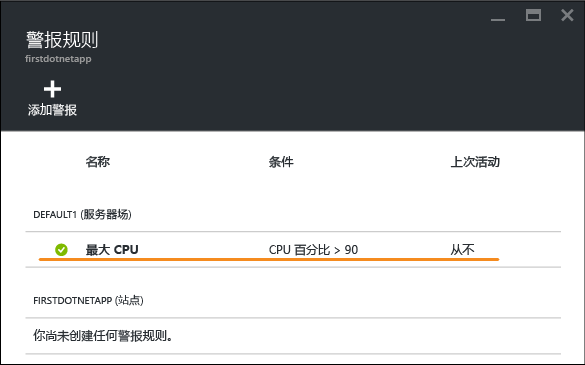 警报规则
firstdotnetapp
添加警报
名称 条件 上次活动
DEFAULT1 (服务器场)
最大 CPU CPU 百分比 > 90 从不
FIRSTDOTNETAPP (站点)
你尚未创建任何警报规则。